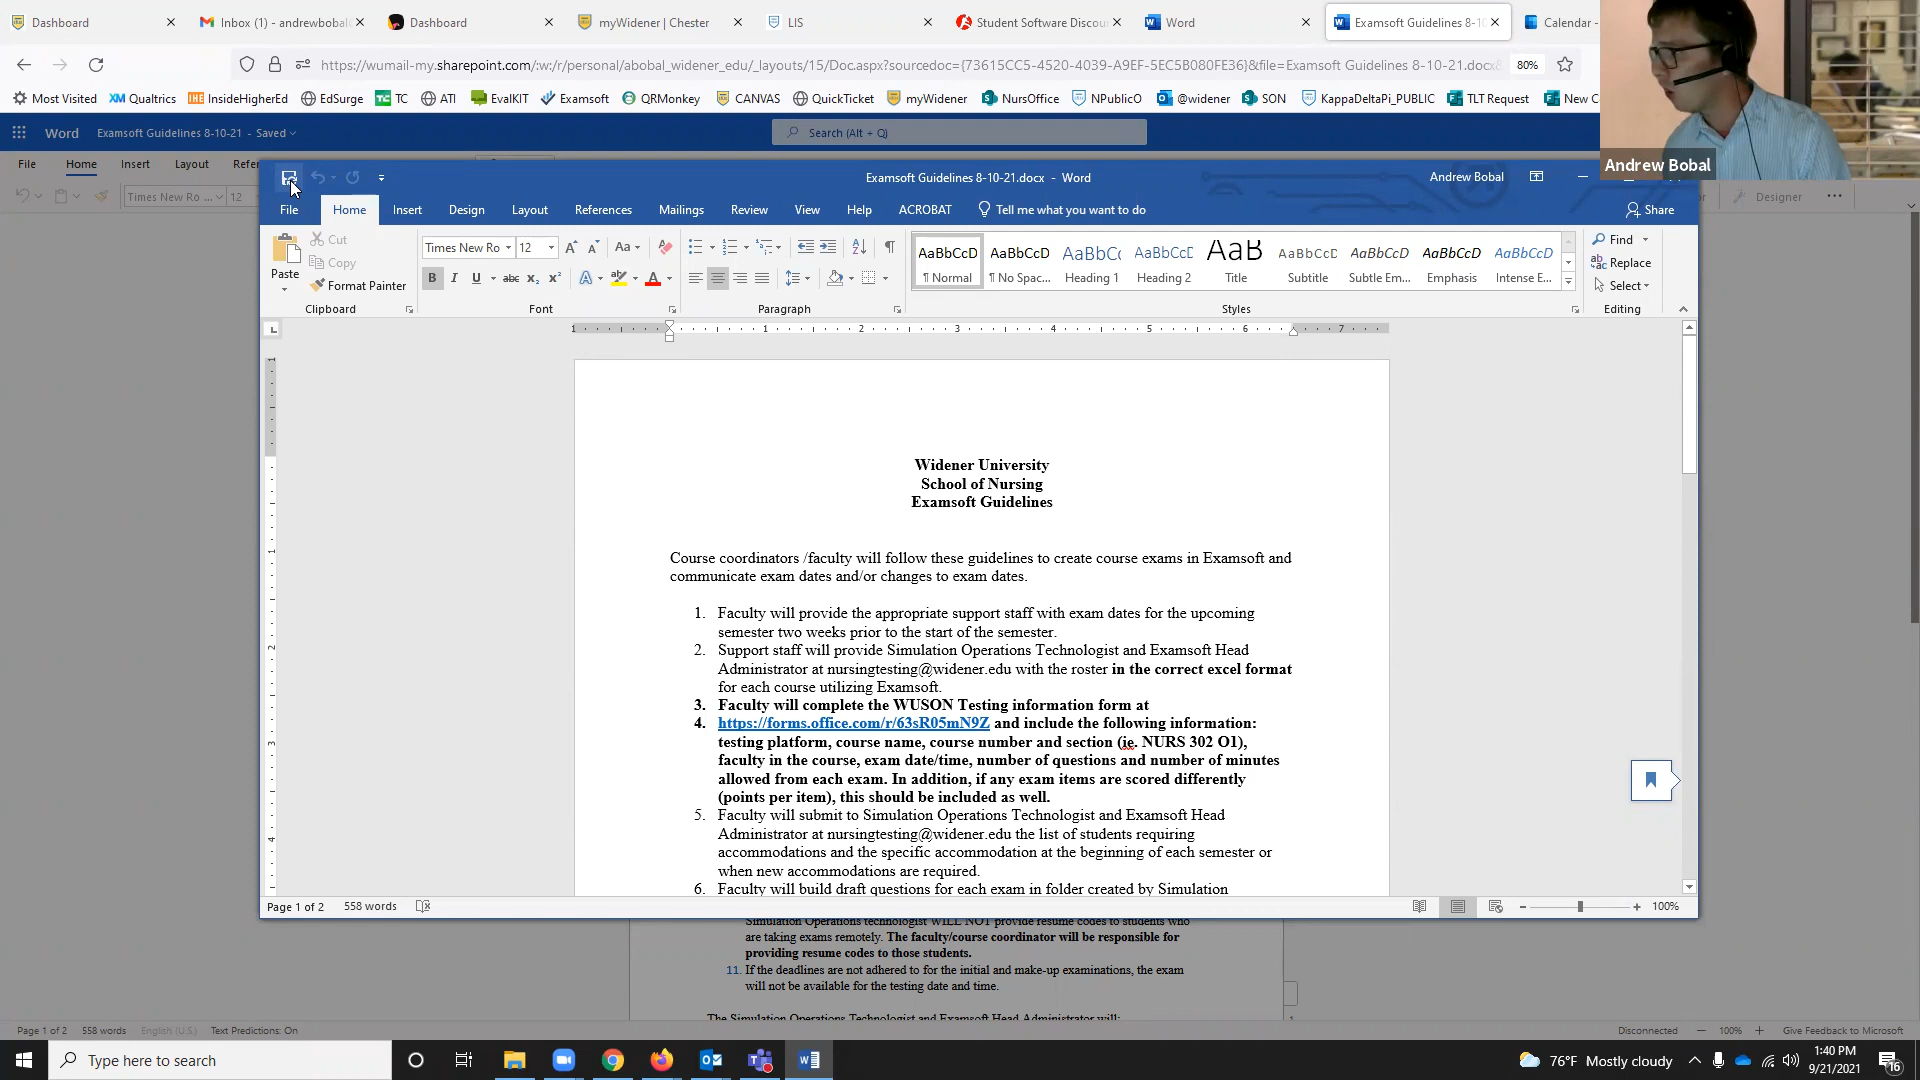 Dashboard Inbox (1) - andrewbobal Dashboard myWidener | Chester LIS Student Software Discou Word Examsoft Guidelines 8-10 Calendar -
https://wumail-my.sharepoint.com/:w:/r/personal/abobal_widener_edu/_layouts/15/Doc.aspx?sourcedoc={73615CC5-4520-4039-A9EF-5EC5B080FE36}&file=Examsoft Guidelines 8-10-21.docx& 80%
Most Visited Qualtrics InsideHigherEd EdSurge TC ATI EvalKIT Examsoft QRMonkey CANVAS QuickTicket myWidener NursOffice NPublicO @widener SON KappaDeltaPi_PUBLIC TLT Request New C
Word Examsoft Guidelines 8-10-21 - Saved Search (Alt + Q)
Andrew Bobal
File Home Insert Layout Refe
Times New Ro ... 12 Designer
Examsoft Guidelines 8-10-21.docx - Word Andrew Bobal
File Home Insert Design Layout References Mailings Review View Help ACROBAT Tell me what you want to do Share
Paste Cut Copy Format Painter
Times New Ro 12 Aa
B I U abc x₂ x² A
AaBbCcD AaBbCcD AaBbC AaBbCcD AaB AaBbCcD AaBbCcD AaBbCcD AaBbCcD
¶ Normal ¶ No Spac... Heading 1 Heading 2 Title Subtitle Subtle Em... Emphasis Intense E...
Find Replace Select
Clipboard Font Paragraph Styles Editing
1 1 2 3 4 5 6 7
Widener University
School of Nursing
Examsoft Guidelines
Course coordinators /faculty will follow these guidelines to create course exams in Examsoft and
communicate exam dates and/or changes to exam dates.
1. Faculty will provide the appropriate support staff with exam dates for the upcoming
semester two weeks prior to the start of the semester.
2. Support staff will provide Simulation Operations Technologist and Examsoft Head
Administrator at nursingtesting@widener.edu with the roster in the correct excel format
for each course utilizing Examsoft.
3. Faculty will complete the WUSON Testing information form at
4. https://forms.office.com/r/63sR05mN9Z and include the following information:
testing platform, course name, course number and section (ie. NURS 302 O1),
faculty in the course, exam date/time, number of questions and number of minutes
allowed from each exam. In addition, if any exam items are scored differently
(points per item), this should be included as well.
5. Faculty will submit to Simulation Operations Technologist and Examsoft Head
Administrator at nursingtesting@widener.edu the list of students requiring
accommodations and the specific accommodation at the beginning of each semester or
when new accommodations are required.
6. Faculty will build draft questions for each exam in folder created by Simulation
Page 1 of 2 558 words 100%
Simulation Operations technologist WILL NOT provide resume codes to students who
are taking exams remotely. The faculty/course coordinator will be responsible for
providing resume codes to those students.
11. If the deadlines are not adhered to for the initial and make-up examinations, the exam
will not be available for the testing date and time.
The Simulation Operations Technologist and Examsoft Head Administrator will:
Page 1 of 2 558 words English (U.S.) Text Predictions: On Disconnected 100% Give Feedback to Microsoft
Type here to search 76°F Mostly cloudy 1:40 PM
9/21/2021 16